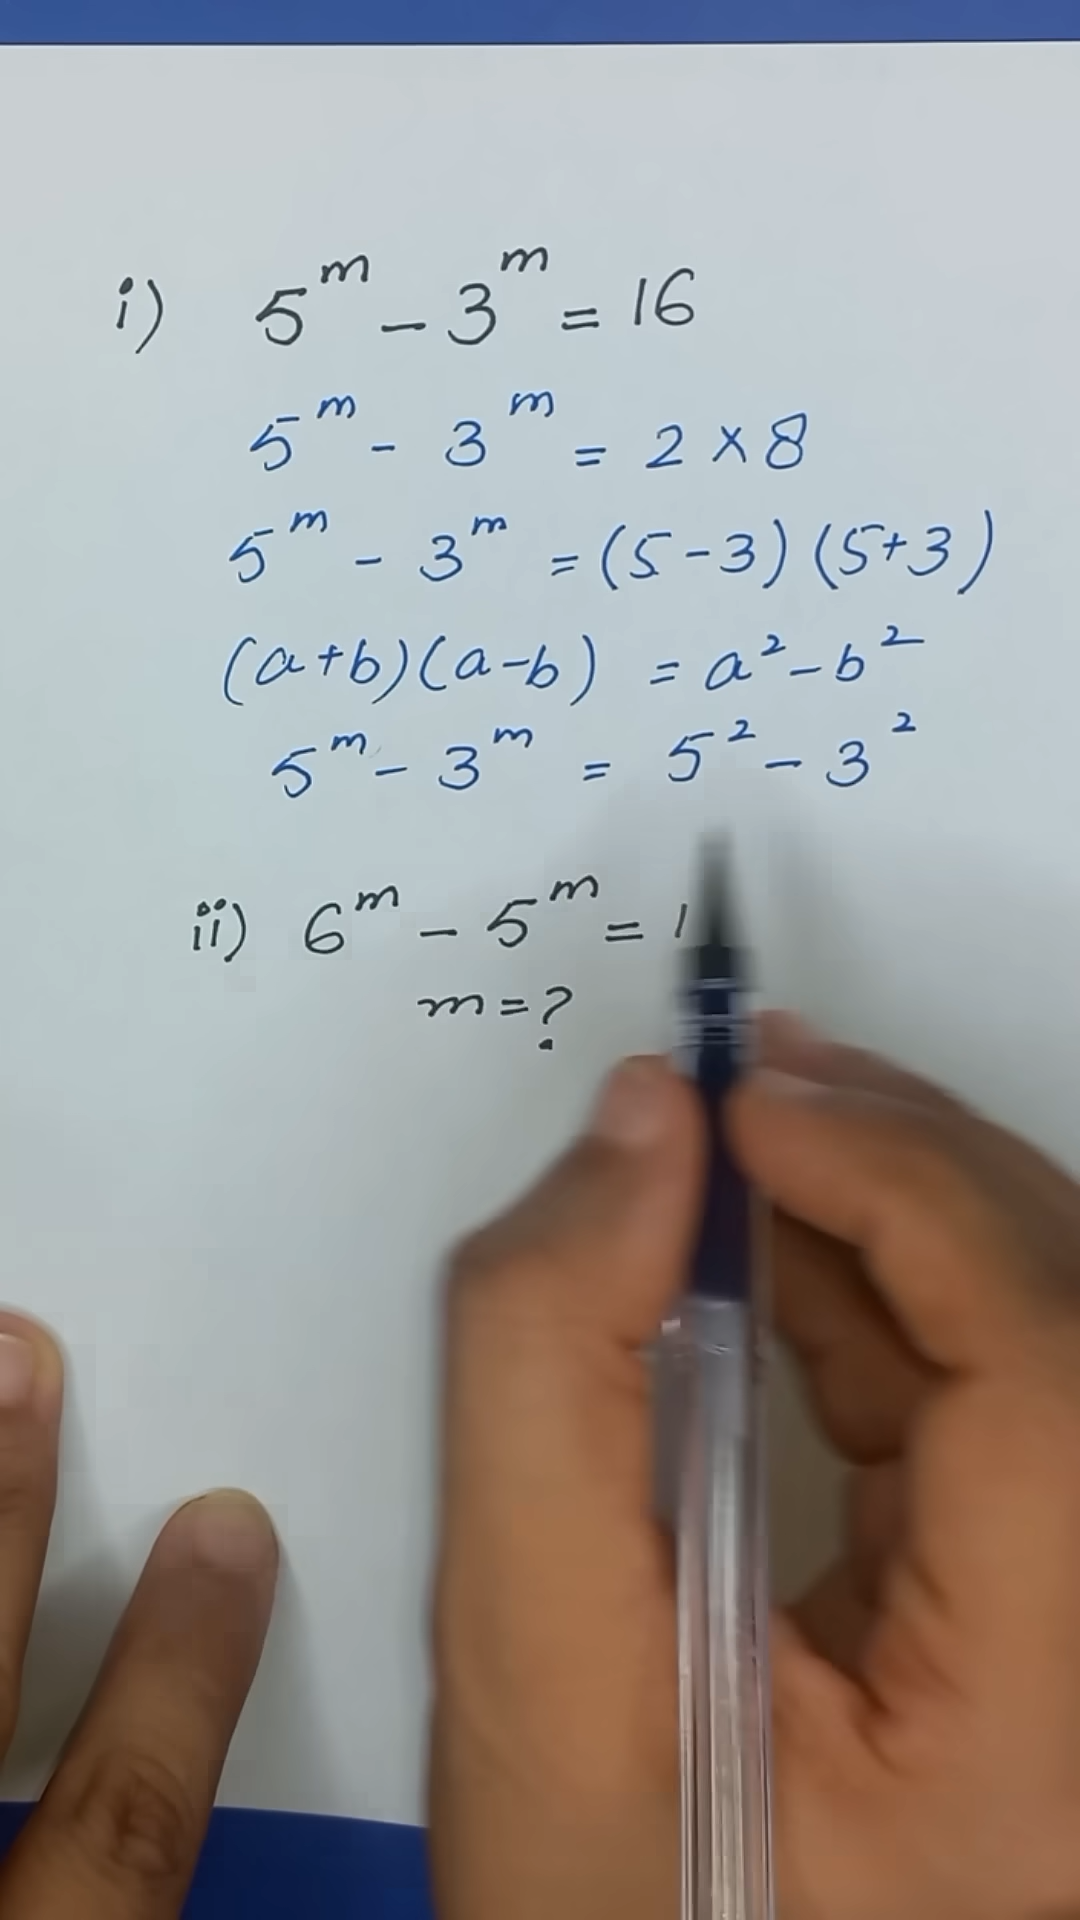 i) 5^m - 3^m = 16
5^m - 3^m = 2 × 8
5^m - 3^m = (5-3)(5+3)
(a+b)(a-b) = a² - b²
5^m - 3^m = 5² - 3²
ii) 6^m - 5^m = 1
m = ?